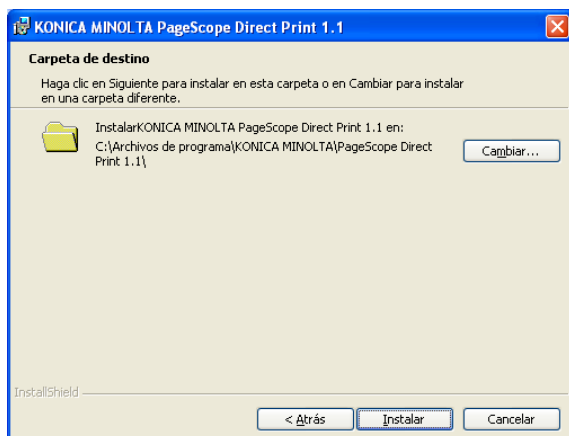 KONICA MINOLTA PageScope Direct Print 1.1
Carpeta de destino
Haga clic en Siguiente para instalar en esta carpeta o en Cambiar para instalar
en una carpeta diferente.
InstalarKONICA MINOLTA PageScope Direct Print 1.1 en:
C:\Archivos de programa\KONICA MINOLTA\PageScope Direct
Print 1.1\
Cambiar...
InstallShield
< Atrás
Instalar
Cancelar